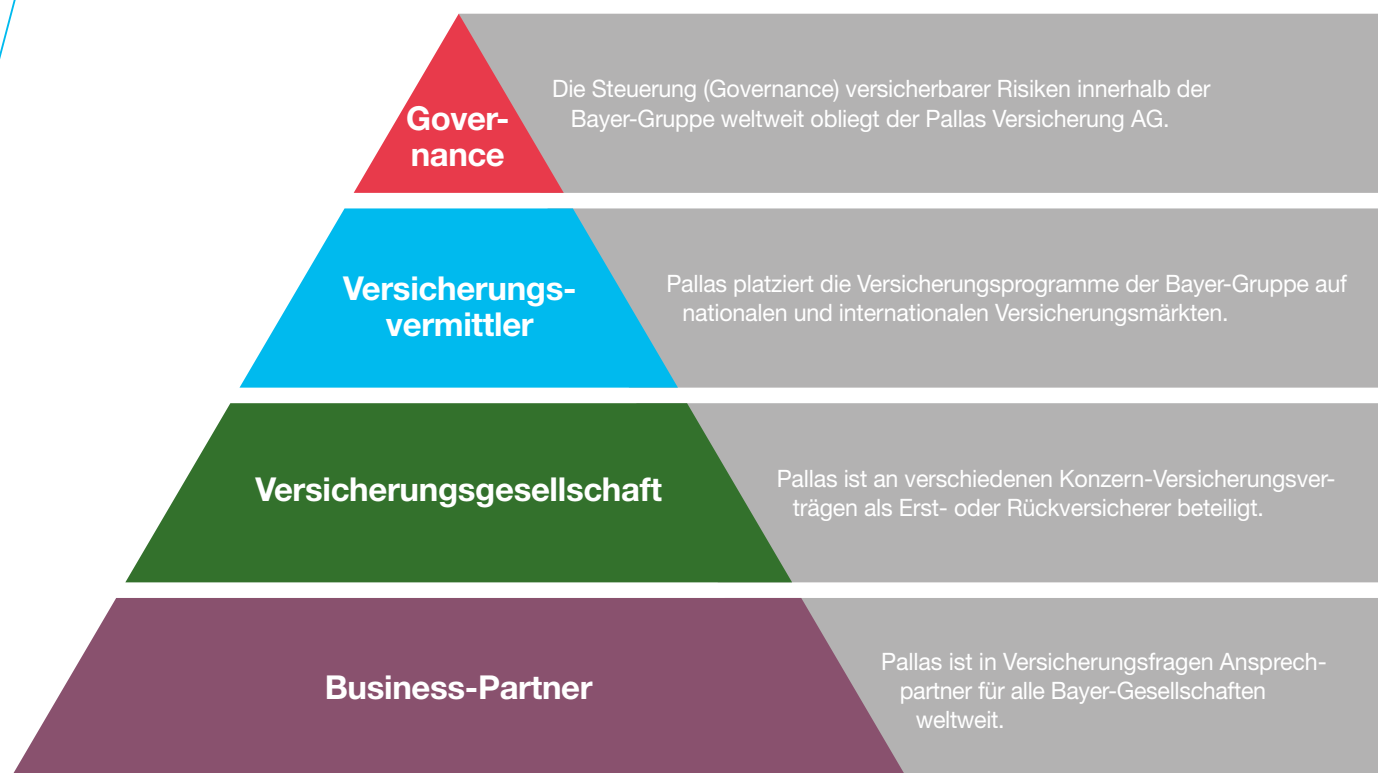 Gover-
nance
Die Steuerung (Governance) versicherbarer Risiken innerhalb der
Bayer-Gruppe weltweit obliegt der Pallas Versicherung AG.
Versicherungs-
vermittler
Pallas platziert die Versicherungsprogramme der Bayer-Gruppe auf
nationalen und internationalen Versicherungsmärkten.
Versicherungsgesellschaft
Pallas ist an verschiedenen Konzern-Versicherungsver-
trägen als Erst- oder Rückversicherer beteiligt.
Business-Partner
Pallas ist in Versicherungsfragen Ansprech-
partner für alle Bayer-Gesellschaften
weltweit.